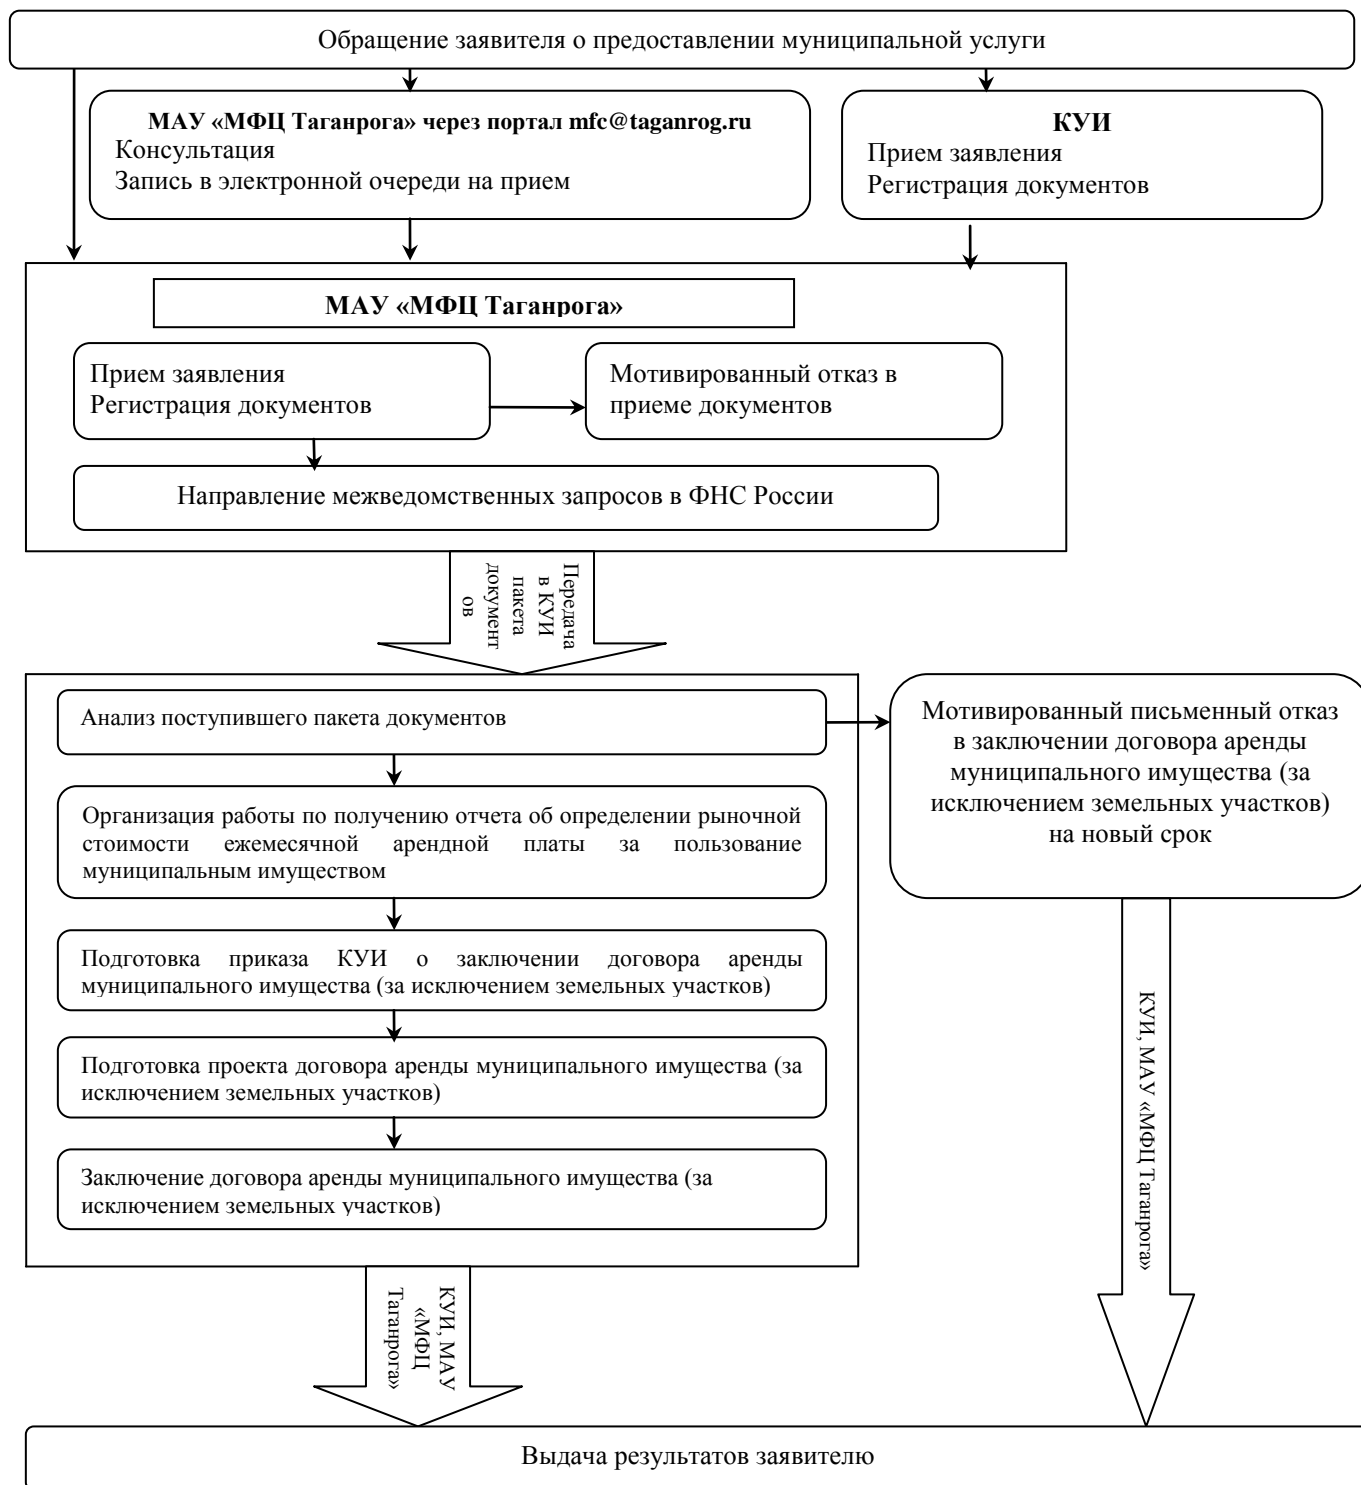 Обращение заявителя о предоставлении муниципальной услуги
МАУ «МФЦ Таганрога» через портал mfc@taganrog.ru
Консультация
Запись в электронной очереди на прием
КУИ
Прием заявления
Регистрация документов
МАУ «МФЦ Таганрога»
Прием заявления
Регистрация документов
Мотивированный отказ в
приеме документов
Направление межведомственных запросов в ФНС России
Передача
в КУИ
пакета
документ
ов
Анализ поступившего пакета документов
Мотивированный письменный отказ
в заключении договора аренды
муниципального имущества (за
исключением земельных участков)
на новый срок
Организация работы по получению отчета об определении рыночной
стоимости ежемесячной арендной платы за пользование
муниципальным имуществом
Подготовка приказа КУИ о заключении договора аренды
муниципального имущества (за исключением земельных участков)
Подготовка проекта договора аренды муниципального имущества (за
исключением земельных участков)
Заключение договора аренды муниципального имущества (за
исключением земельных участков)
КУИ, МАУ
«МФЦ
Таганрога»
КУИ, МАУ «МФЦ Таганрога»
Выдача результатов заявителю